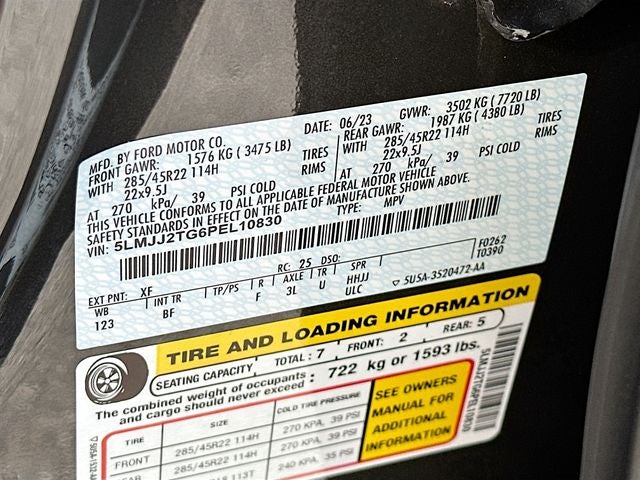 MFD. BY FORD MOTOR CO.
DATE: 06/23 GVWR: 3502 KG (7720 LB)
FRONT GAWR: 1576 KG (3475 LB) REAR GAWR: 1987 KG (4380 LB)
WITH 285/45R22 114H TIRES 285/45R22 114H TIRES
22x9.5J RIMS 22x9.5J RIMS
AT 270 kPa/ 39 PSI COLD 270 kPa/ 39 PSI COLD
THIS VEHICLE CONFORMS TO ALL APPLICABLE FEDERAL MOTOR VEHICLE
SAFETY STANDARDS IN EFFECT ON THE DATE OF MANUFACTURE SHOWN ABOVE.
VIN: 5LMJJ2TG6PEL10830 TYPE: MPV
F0262
T0390
EXT PNT: XF RC: 25 DSO:
WB INT TR TP/PS R AXLE TR SPR
123 BF F 3L U HHJJ
ULC ▽ 5U5A-3520472-AA
TIRE AND LOADING INFORMATION
SEATING CAPACITY TOTAL: 7 FRONT: 2 REAR: 5
The combined weight of occupants
and cargo should never exceed : 722 kg or 1593 lbs.
TIRE SIZE COLD TIRE PRESSURE
FRONT 285/45R22 114H 270 KPA, 39 PSI
285/45R22 114H 270 KPA, 39 PSI
113T 240 KPA, 35 PSI
SEE OWNERS
MANUAL FOR
ADDITIONAL
INFORMATION
5LMJJ2TG6PEL10830